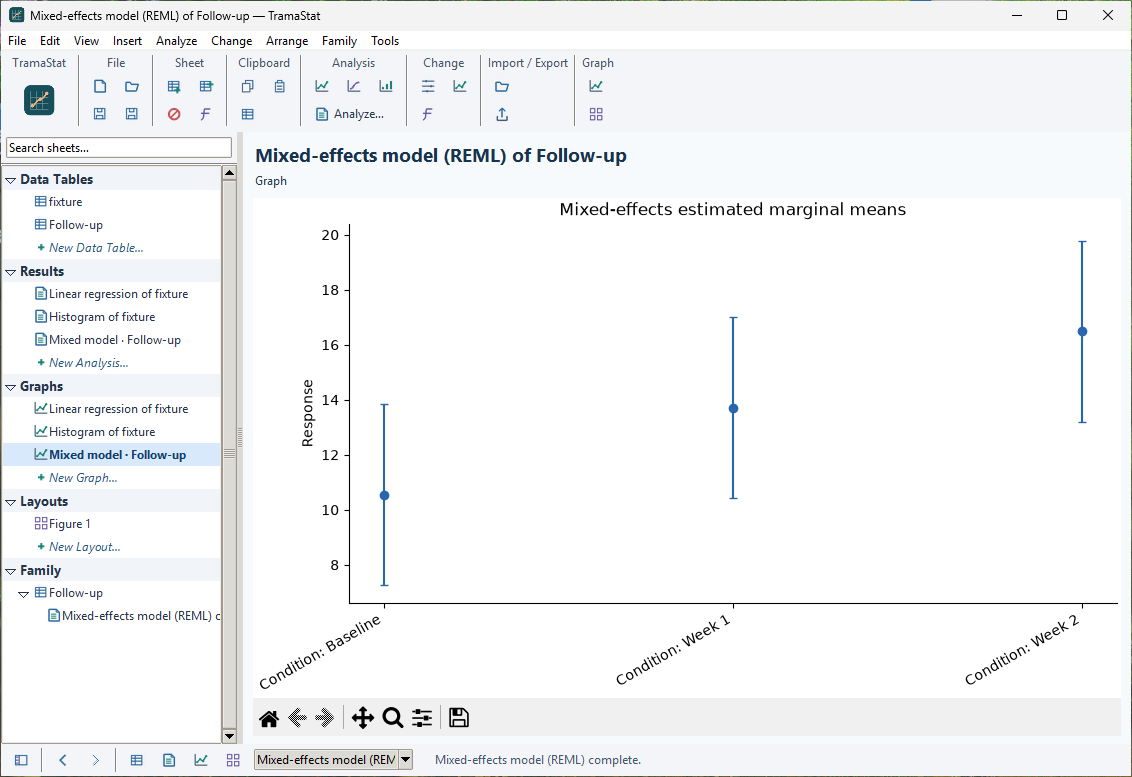 Mixed-effects model (REML) of Follow-up — TramaStat
File Edit View Insert Analyze Change Arrange Family Tools
TramaStat File Sheet Clipboard Analysis Change Import / Export Graph
Analyze...
Search sheets...
Data Tables
fixture
Follow-up
+ New Data Table...
Results
Linear regression of fixture
Histogram of fixture
Mixed model · Follow-up
+ New Analysis...
Graphs
Linear regression of fixture
Histogram of fixture
Mixed model · Follow-up
+ New Graph...
Layouts
Figure 1
+ New Layout...
Family
Follow-up
Mixed-effects model (REML) c
Mixed-effects model (REML) of Follow-up
Graph
Mixed-effects estimated marginal means
20
18
16
14
12
10
8
Response
Condition: Baseline
Condition: Week 1
Condition: Week 2
Mixed-effects model (REM
Mixed-effects model (REML) complete.